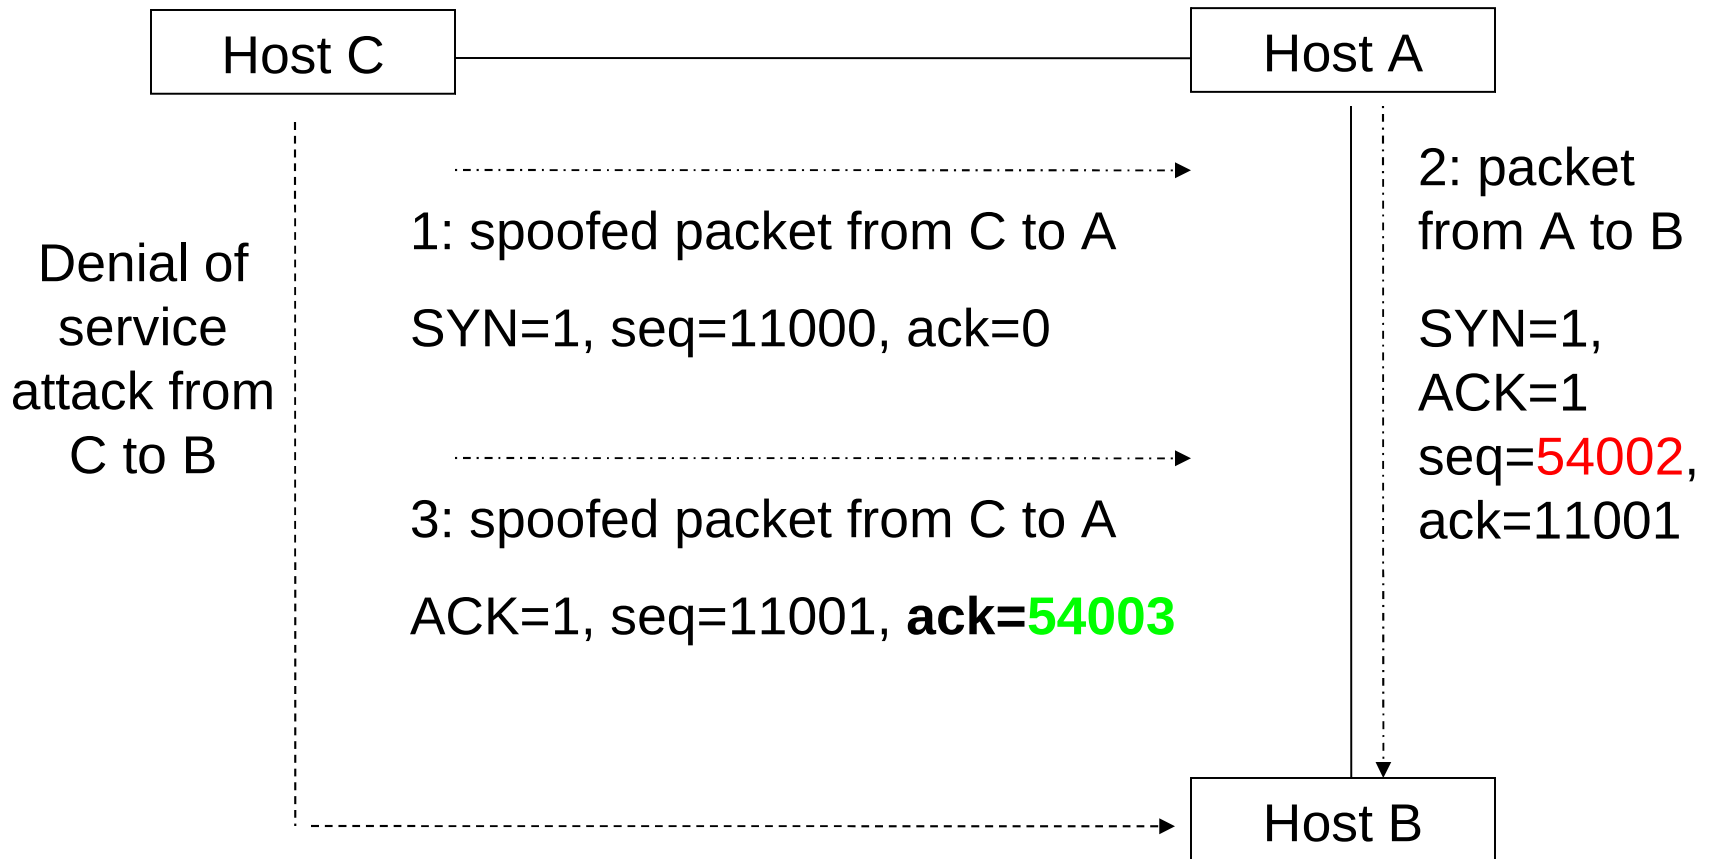 Host C
Host A
1: spoofed packet from C to A
SYN=1, seq=11000, ack=0
2: packet
from A to B
SYN=1,
ACK=1
seq=54002,
ack=11001
Denial of
service
attack from
C to B
3: spoofed packet from C to A
ACK=1, seq=11001, ack=54003
Host B